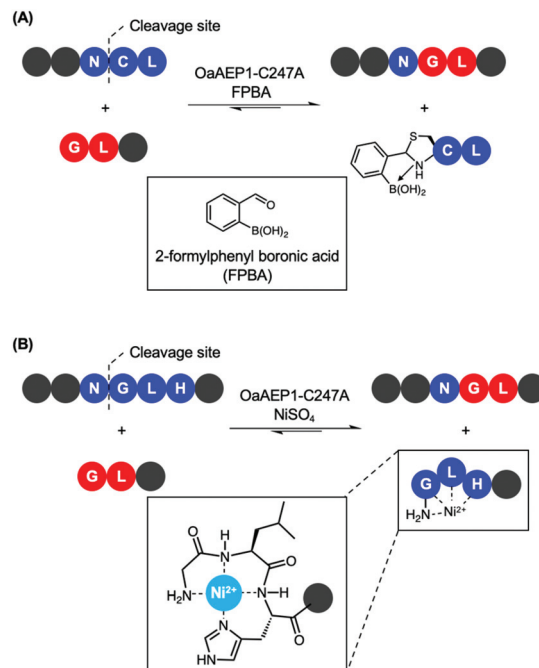 (A)
Cleavage site
N C L
OaAEP1-C247A
FPBA
N G L
+
+
G L
S
NH
B(OH)₂
C L
O
B(OH)₂
2-formylphenyl boronic acid
(FPBA)
(B)
Cleavage site
N G L H
OaAEP1-C247A
NiSO₄
N G L
+
+
G L
G L H
H₂N
Ni²⁺
H
O
N
O
H₂N
Ni²⁺
N
H
N
O
HN